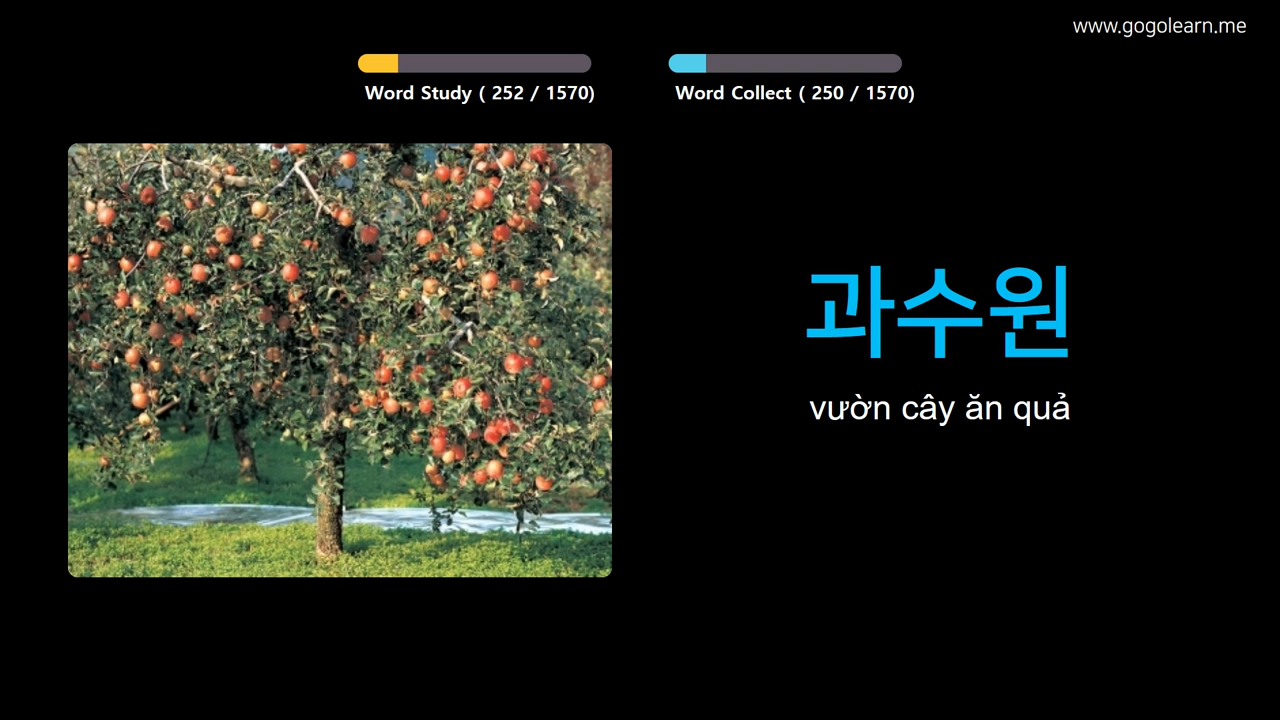 www.gogolearn.me
Word Study ( 252 / 1570)
Word Collect ( 250 / 1570)
과수원
vườn cây ăn quả